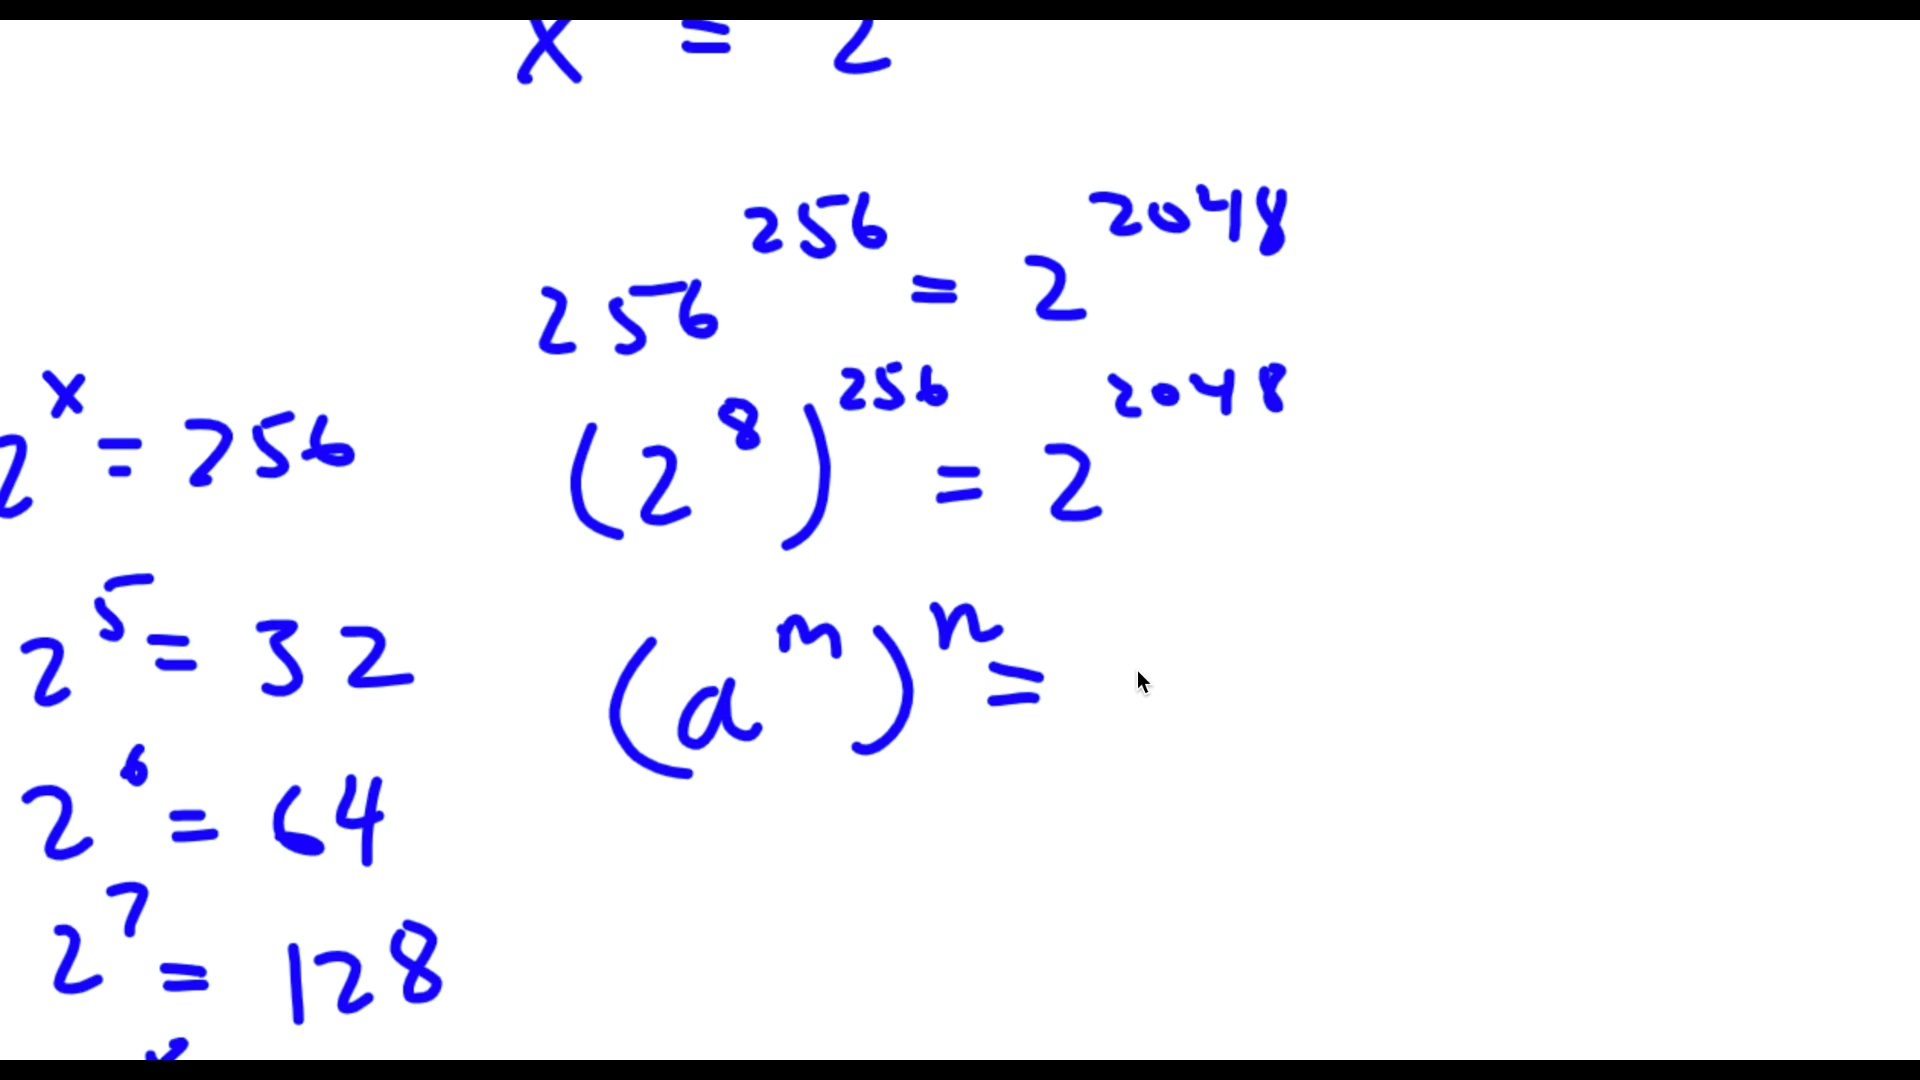 x = 2
256^256 = 2^2048
(2^8)^256 = 2^2048
(a^m)^n =
2^x = 256
2^5 = 32
2^6 = 64
2^7 = 128